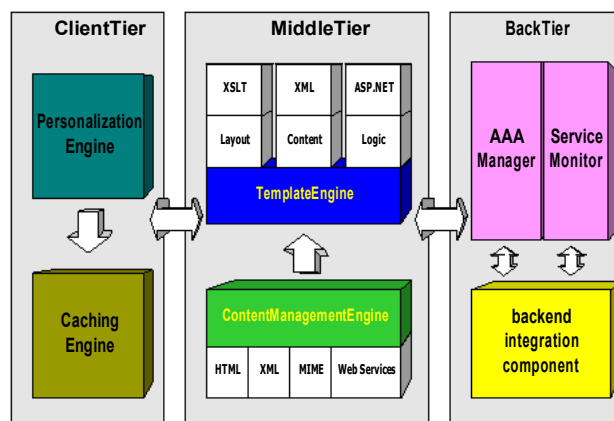 ClientTier
Personalization
Engine
Caching
Engine
MiddleTier
XSLT
XML
ASP.NET
Layout
Content
Logic
TemplateEngine
ContentManagementEngine
HTML
XML
MIME
Web Services
BackTier
AAA
Manager
Service
Monitor
backend
integration
component